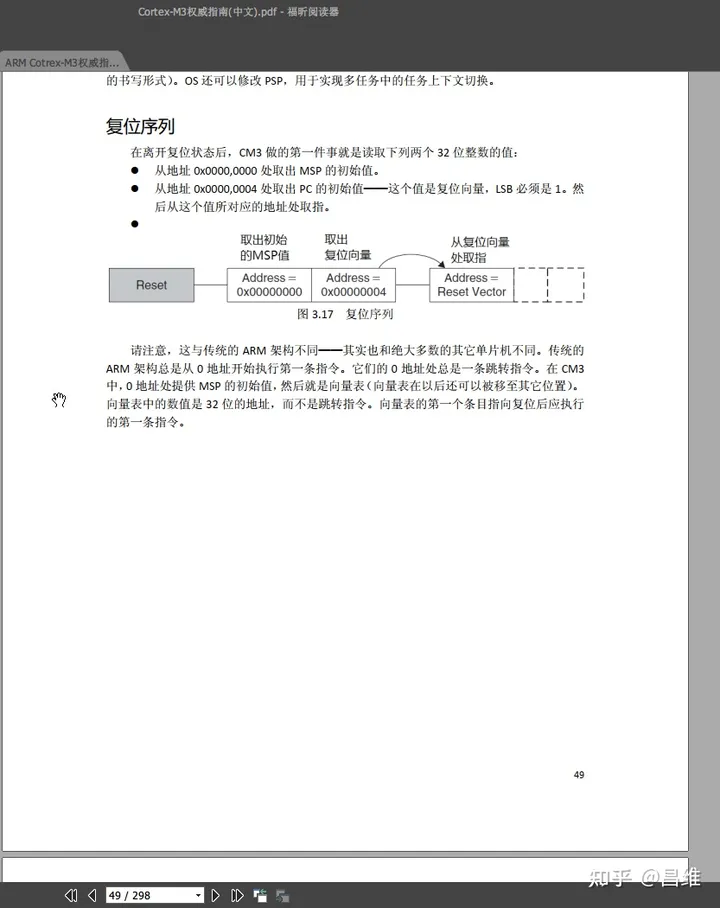 Cortex-M3权威指南(中文).pdf - 福昕阅读器
ARM Cotrex-M3权威指...
的书写形式)。OS 还可以修改 PSP，用于实现多任务中的任务上下文切换。
复位序列
在离开复位状态后，CM3 做的第一件事就是读取下列两个 32 位整数的值：
● 从地址 0x0000,0000 处取出 MSP 的初始值。
● 从地址 0x0000,0004 处取出 PC 的初始值——这个值是复位向量，LSB 必须是 1。然
后从这个值所对应的地址处取指。
●
取出初始
的MSP值
取出
复位向量
从复位向量
处取指
Reset
Address =
0x00000000
Address =
0x00000004
Address =
Reset Vector
图 3.17 复位序列
请注意，这与传统的 ARM 架构不同——其实也和绝大多数的其它单片机不同。传统的
ARM 架构总是从 0 地址开始执行第一条指令。它们的 0 地址处总是一条跳转指令。在 CM3
中，0 地址处提供 MSP 的初始值，然后就是向量表（向量表在以后还可以被移至其它位置）。
向量表中的数值是 32 位的地址，而不是跳转指令。向量表的第一个条目指向复位后应执行
的第一条指令。
49
知乎 @昌维
49 / 298